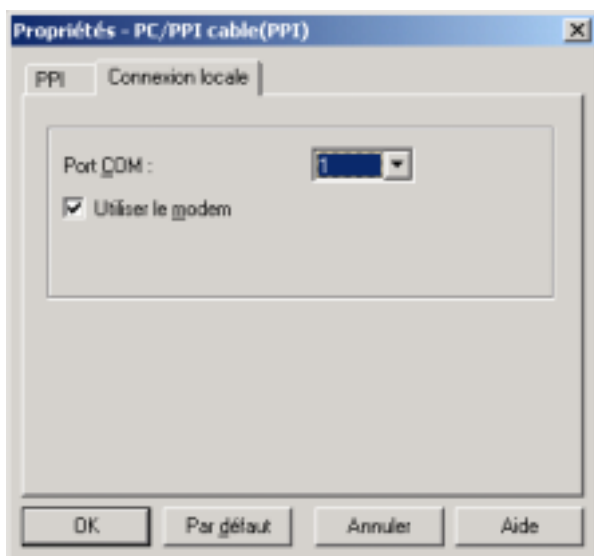 Propriétés - PC/PPI cable(PPI)
PPI Connexion locale
Port COM : 1
Utiliser le modem
OK Par défaut Annuler Aide